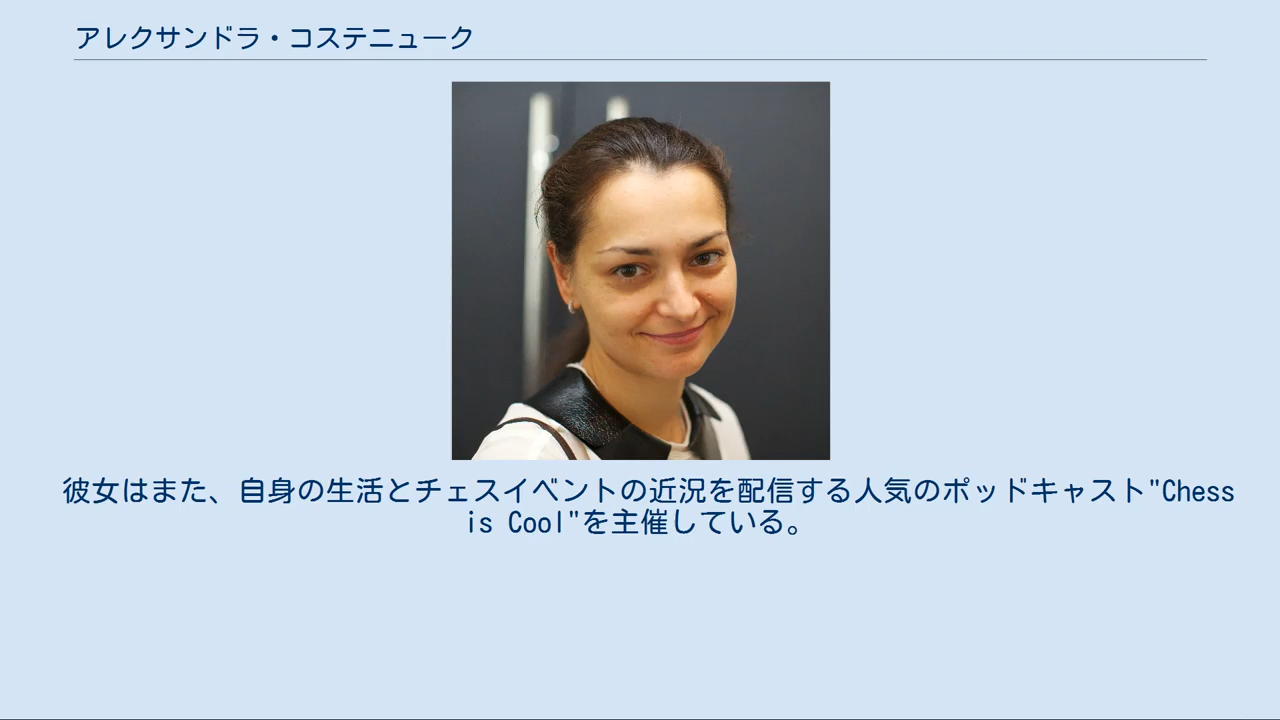 アレクサンドラ・コステニューク
彼女はまた、自身の生活とチェスイベントの近況を配信する人気のポッドキャスト"Chess
is Cool"を主催している。